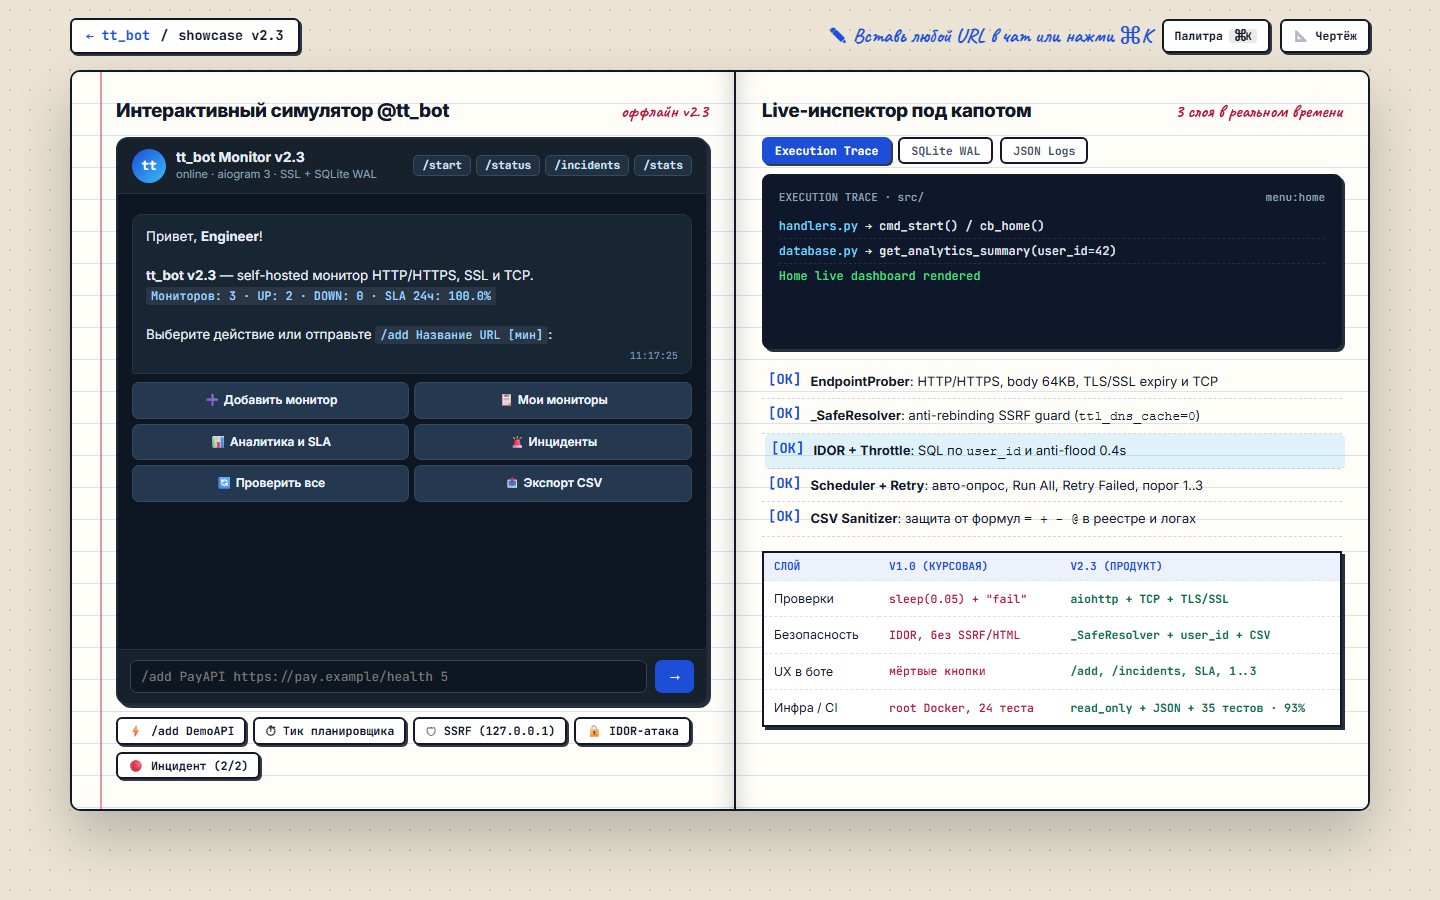 ← tt_bot / showcase v2.3
Вставь любой URL в чат или нажми ⌘K
Палитра ⌘K
Чертёж
Интерактивный симулятор @tt_bot
оффлайн v2.3
tt
tt_bot Monitor v2.3
online · aiogram 3 · SSL + SQLite WAL
/start
/status
/incidents
/stats
Привет, Engineer!
tt_bot v2.3 — self-hosted монитор HTTP/HTTPS, SSL и TCP.
Мониторов: 3 · UP: 2 · DOWN: 0 · SLA 24ч: 100.0%
Выберите действие или отправьте /add Название URL [мин]:
11:17:25
➕ Добавить монитор
📋 Мои мониторы
📊 Аналитика и SLA
🚨 Инциденты
🔄 Проверить все
📤 Экспорт CSV
/add PayAPI https://pay.example/health 5
→
⚡ /add DemoAPI
⏱ Тик планировщика
🛡 SSRF (127.0.0.1)
🔒 IDOR-атака
🔴 Инцидент (2/2)
Live-инспектор под капотом
3 слоя в реальном времени
Execution Trace
SQLite WAL
JSON Logs
EXECUTION TRACE · src/
menu:home
handlers.py → cmd_start() / cb_home()
database.py → get_analytics_summary(user_id=42)
Home live dashboard rendered
[OK] EndpointProber: HTTP/HTTPS, body 64KB, TLS/SSL expiry и TCP
[OK] _SafeResolver: anti-rebinding SSRF guard (ttl_dns_cache=0)
[OK] IDOR + Throttle: SQL по user_id и anti-flood 0.4s
[OK] Scheduler + Retry: авто-опрос, Run All, Retry Failed, порог 1..3
[OK] CSV Sanitizer: защита от формул = + - @ в реестре и логах
СЛОЙ V1.0 (КУРСОВАЯ) V2.3 (ПРОДУКТ)
Проверки sleep(0.05) + "fail" aiohttp + TCP + TLS/SSL
Безопасность IDOR, без SSRF/HTML _SafeResolver + user_id + CSV
UX в боте мёртвые кнопки /add, /incidents, SLA, 1..3
Инфра / CI root Docker, 24 теста read_only + JSON + 35 тестов · 93%